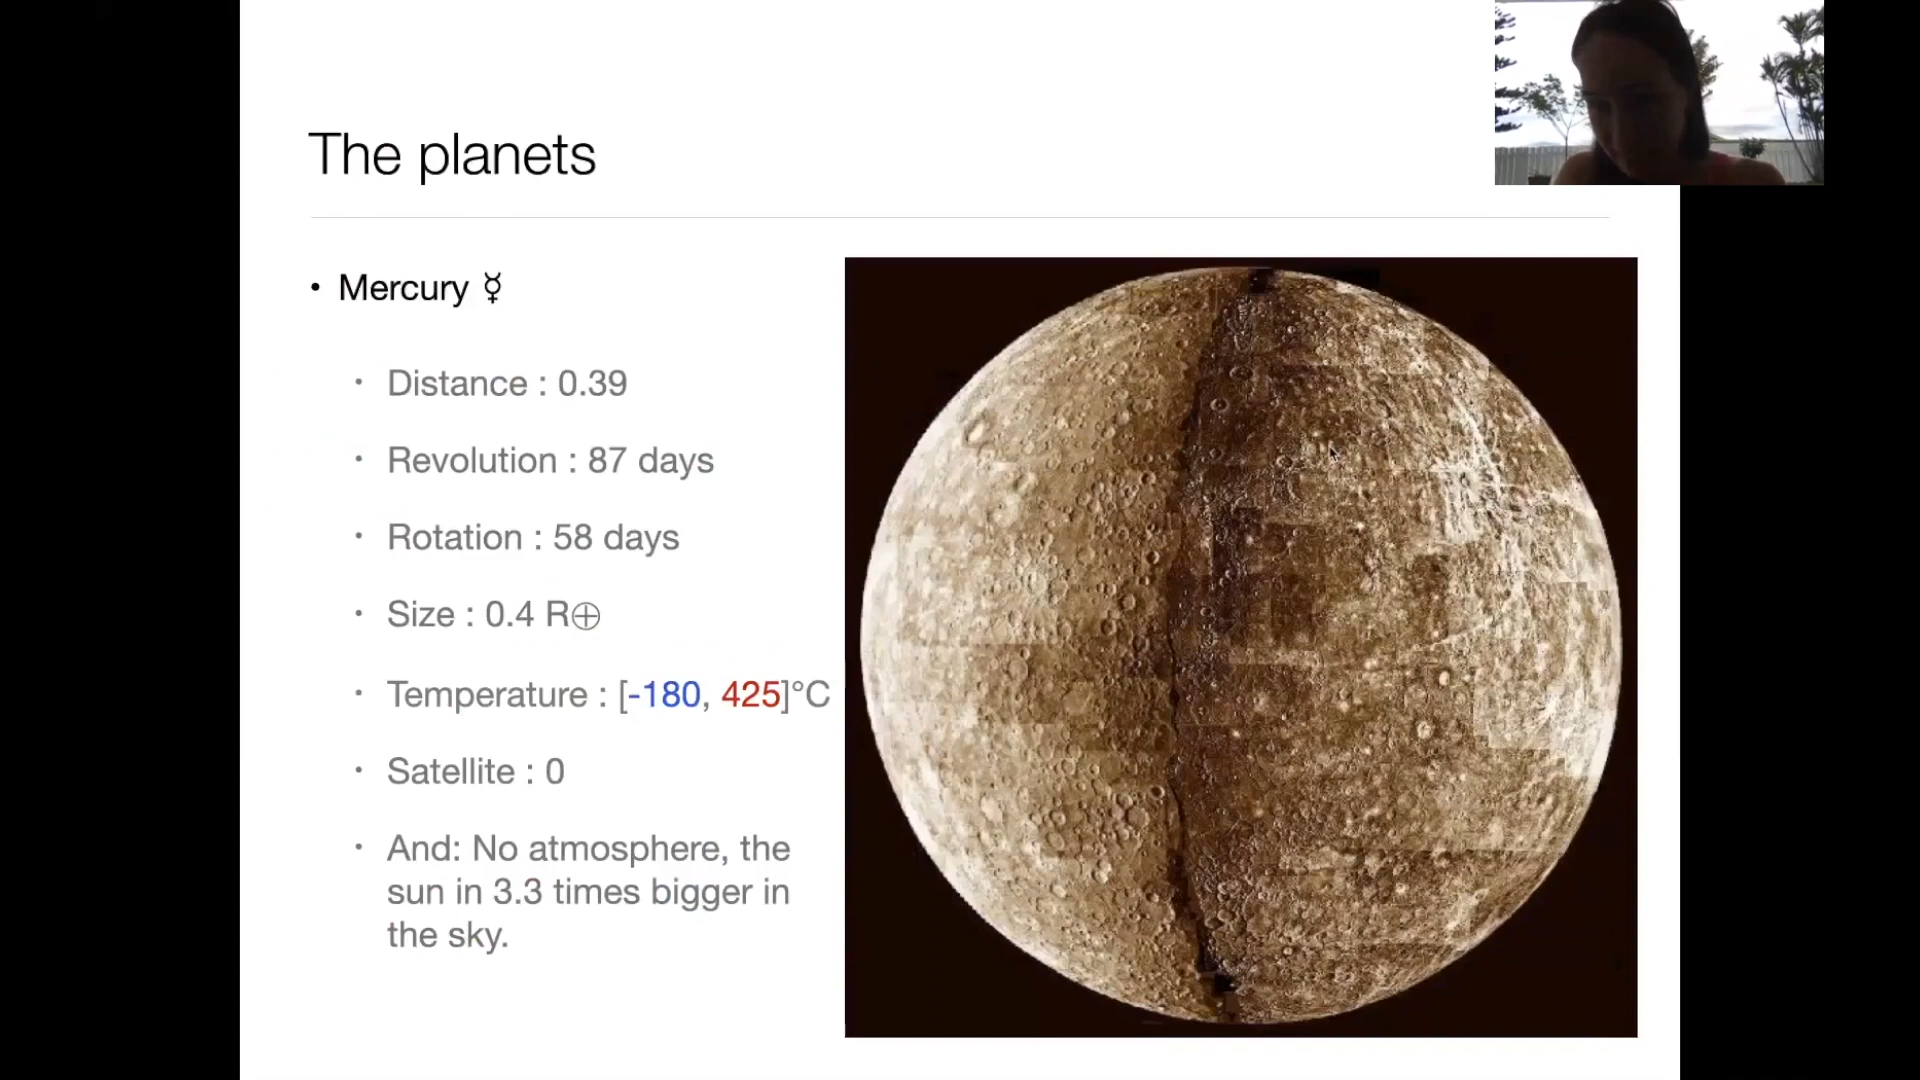 The planets
• Mercury ☿
• Distance : 0.39
• Revolution : 87 days
• Rotation : 58 days
• Size : 0.4 R⊕
• Temperature : [-180, 425]°C
• Satellite : 0
• And: No atmosphere, the
sun in 3.3 times bigger in
the sky.